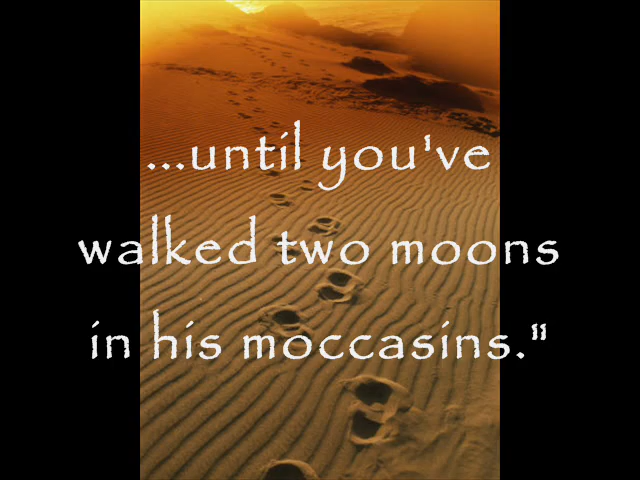 ...until you've
walked two moons
in his moccasins."